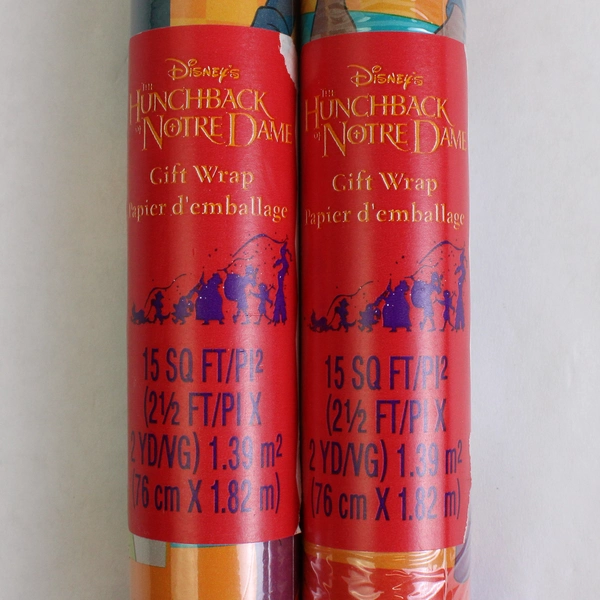 Disney's
THE
HUNCHBACK
OF NOTRE DAME
Gift Wrap
Papier d'emballage
15 SQ FT/PI²
(2½ FT/PI X
2 YD/VG) 1.39 m²
(76 cm X 1.82 m)
Disney's
THE
HUNCHBACK
OF NOTRE DAME
Gift Wrap
Papier d'emballage
15 SQ FT/PI²
(2½ FT/PI X
2 YD/VG) 1.39 m²
(76 cm X 1.82 m)